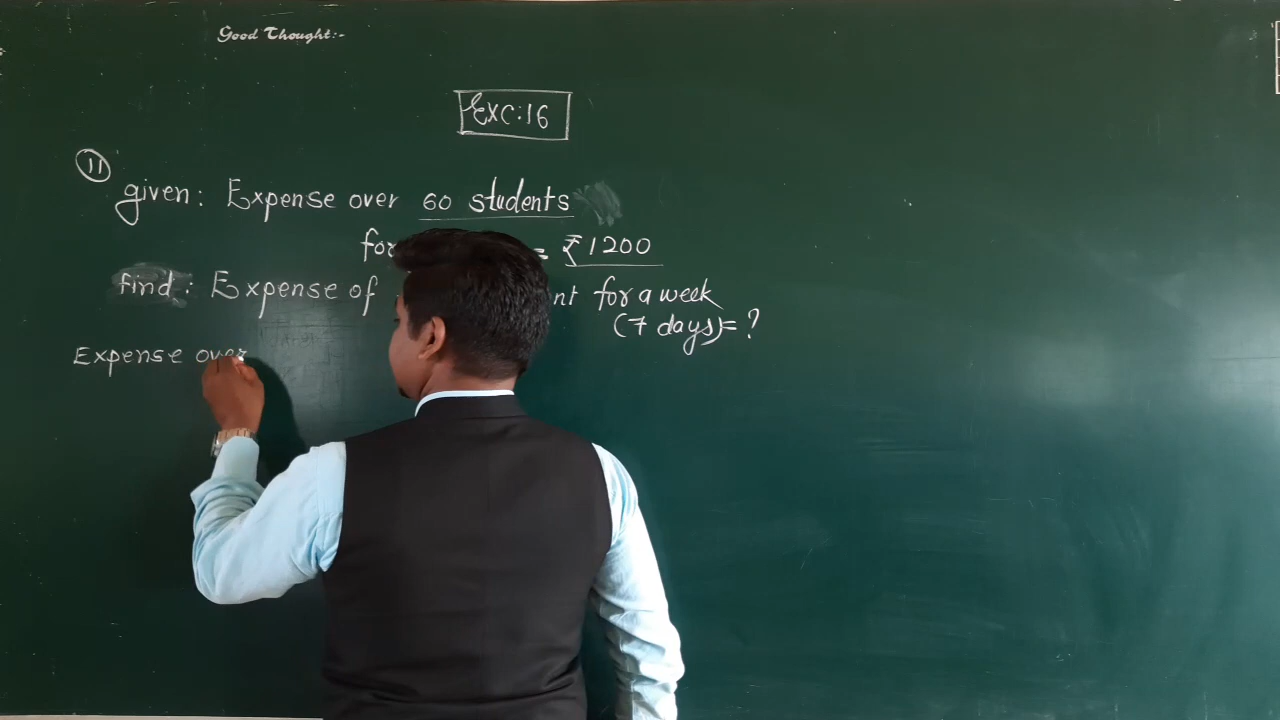 Good Thought:-
Exc:16
11
given: Expense over 60 students
for = ₹1200
find: Expense of nt for a week
(7 days)= ?
Expense over